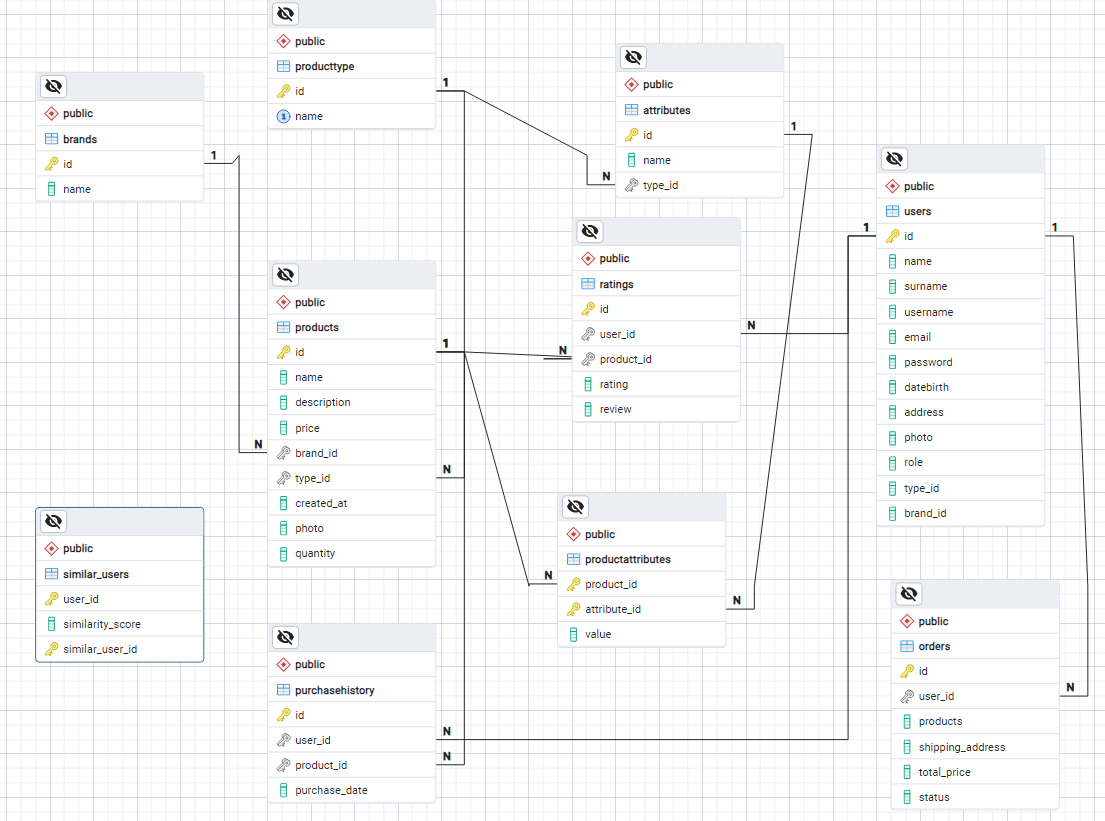 public
producttype
id
name
1
N
public
brands
id
name
1
N
public
attributes
id
name
type_id
1
N
public
users
id
name
surname
username
email
password
datebirth
address
photo
role
type_id
brand_id
1
1
public
ratings
id
user_id
product_id
rating
review
N
N
public
products
id
name
description
price
brand_id
type_id
created_at
photo
quantity
1
N
public
similar_users
user_id
similarity_score
similar_user_id
public
productattributes
product_id
attribute_id
value
N
N
public
purchasehistory
id
user_id
product_id
purchase_date
N
N
public
orders
id
user_id
products
shipping_address
total_price
status
1